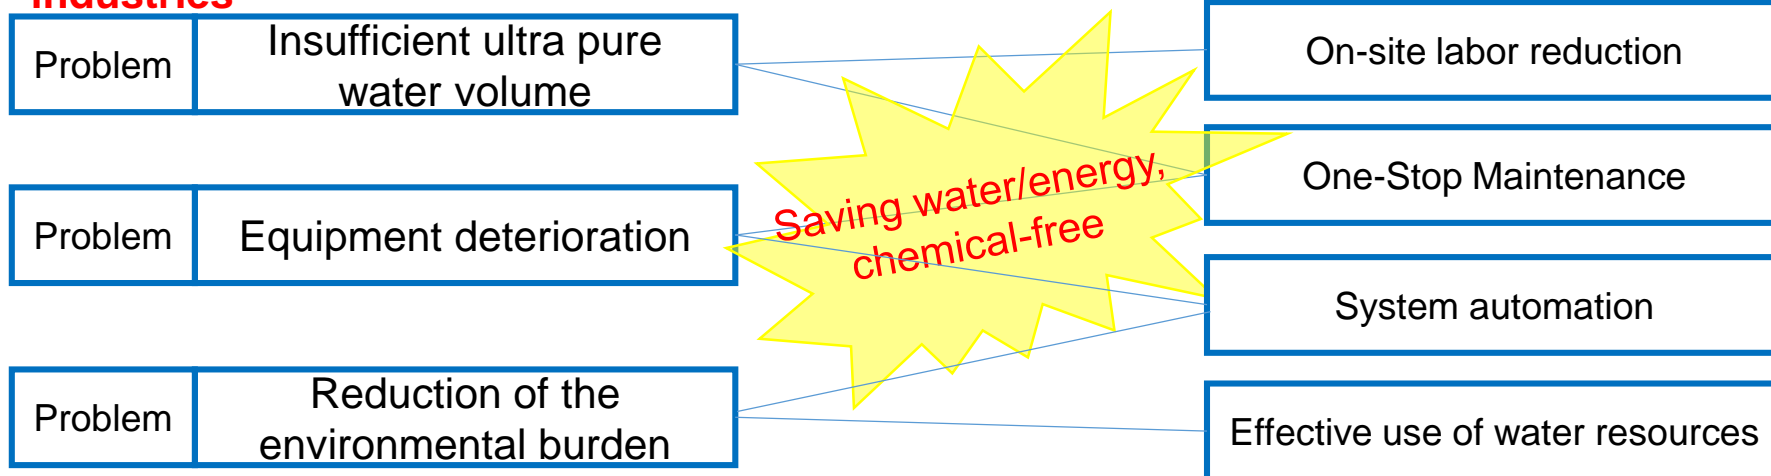 industries
Problem
Insufficient ultra pure
water volume
Problem
Equipment deterioration
Problem
Reduction of the
environmental burden
Saving water/energy,
chemical-free
On-site labor reduction
One-Stop Maintenance
System automation
Effective use of water resources